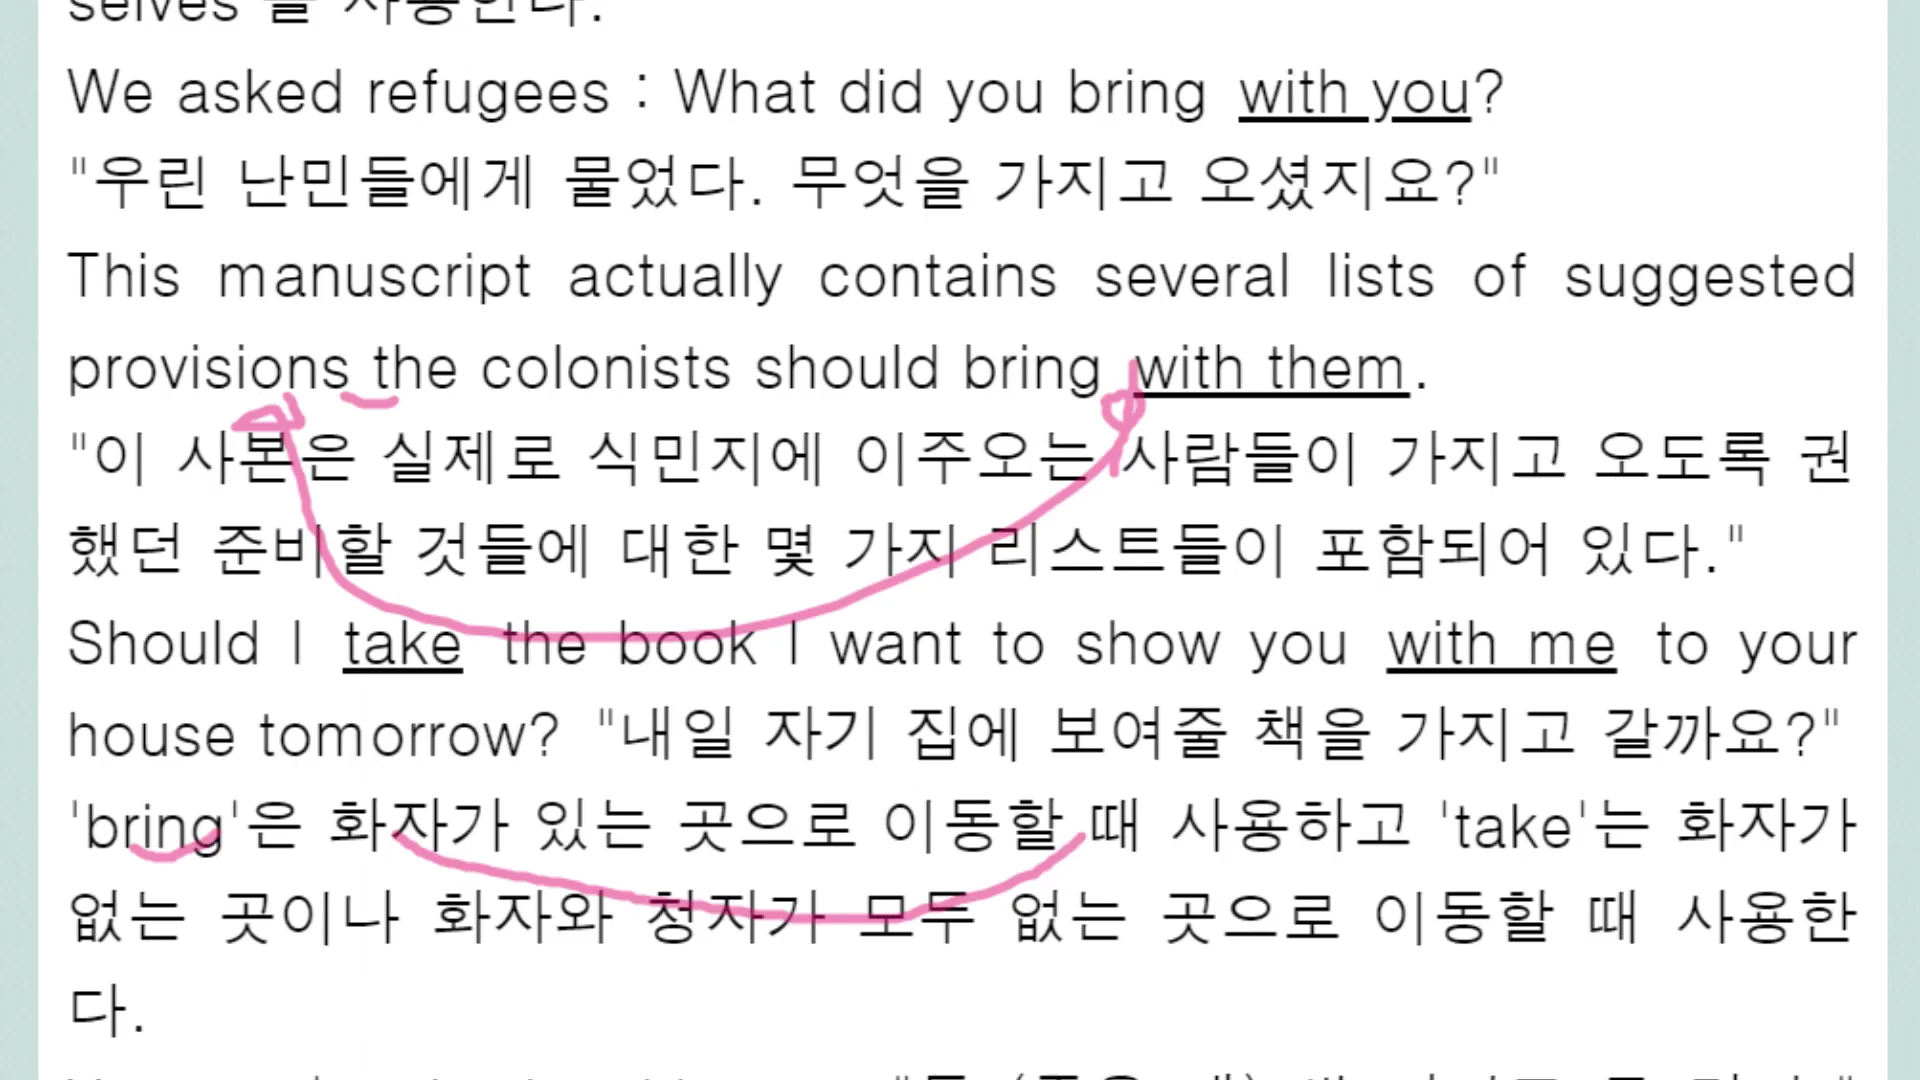 selves 를 사용한다.
We asked refugees : What did you bring with you?
"우린 난민들에게 물었다. 무엇을 가지고 오셨지요?"
This manuscript actually contains several lists of suggested
provisions the colonists should bring with them.
"이 사본은 실제로 식민지에 이주오는 사람들이 가지고 오도록 권
했던 준비할 것들에 대한 몇 가지 리스트들이 포함되어 있다."
Should I take the book I want to show you with me to your
house tomorrow? "내일 자기 집에 보여줄 책을 가지고 갈까요?"
'bring'은 화자가 있는 곳으로 이동할 때 사용하고 'take'는 화자가
없는 곳이나 화자와 청자가 모두 없는 곳으로 이동할 때 사용한
다.